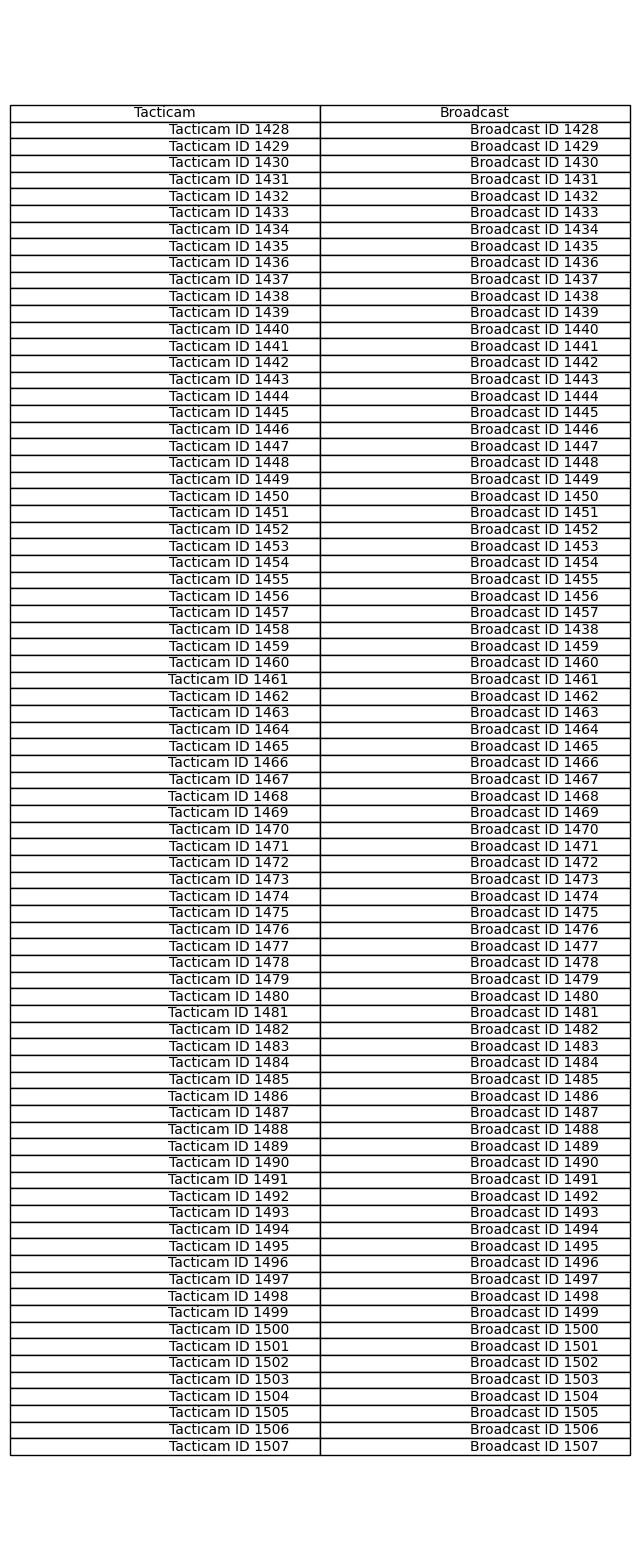 Tacticam Broadcast
Tacticam ID 1428 Broadcast ID 1428
Tacticam ID 1429 Broadcast ID 1429
Tacticam ID 1430 Broadcast ID 1430
Tacticam ID 1431 Broadcast ID 1431
Tacticam ID 1432 Broadcast ID 1432
Tacticam ID 1433 Broadcast ID 1433
Tacticam ID 1434 Broadcast ID 1434
Tacticam ID 1435 Broadcast ID 1435
Tacticam ID 1436 Broadcast ID 1436
Tacticam ID 1437 Broadcast ID 1437
Tacticam ID 1438 Broadcast ID 1438
Tacticam ID 1439 Broadcast ID 1439
Tacticam ID 1440 Broadcast ID 1440
Tacticam ID 1441 Broadcast ID 1441
Tacticam ID 1442 Broadcast ID 1442
Tacticam ID 1443 Broadcast ID 1443
Tacticam ID 1444 Broadcast ID 1444
Tacticam ID 1445 Broadcast ID 1445
Tacticam ID 1446 Broadcast ID 1446
Tacticam ID 1447 Broadcast ID 1447
Tacticam ID 1448 Broadcast ID 1448
Tacticam ID 1449 Broadcast ID 1449
Tacticam ID 1450 Broadcast ID 1450
Tacticam ID 1451 Broadcast ID 1451
Tacticam ID 1452 Broadcast ID 1452
Tacticam ID 1453 Broadcast ID 1453
Tacticam ID 1454 Broadcast ID 1454
Tacticam ID 1455 Broadcast ID 1455
Tacticam ID 1456 Broadcast ID 1456
Tacticam ID 1457 Broadcast ID 1457
Tacticam ID 1458 Broadcast ID 1438
Tacticam ID 1459 Broadcast ID 1459
Tacticam ID 1460 Broadcast ID 1460
Tacticam ID 1461 Broadcast ID 1461
Tacticam ID 1462 Broadcast ID 1462
Tacticam ID 1463 Broadcast ID 1463
Tacticam ID 1464 Broadcast ID 1464
Tacticam ID 1465 Broadcast ID 1465
Tacticam ID 1466 Broadcast ID 1466
Tacticam ID 1467 Broadcast ID 1467
Tacticam ID 1468 Broadcast ID 1468
Tacticam ID 1469 Broadcast ID 1469
Tacticam ID 1470 Broadcast ID 1470
Tacticam ID 1471 Broadcast ID 1471
Tacticam ID 1472 Broadcast ID 1472
Tacticam ID 1473 Broadcast ID 1473
Tacticam ID 1474 Broadcast ID 1474
Tacticam ID 1475 Broadcast ID 1475
Tacticam ID 1476 Broadcast ID 1476
Tacticam ID 1477 Broadcast ID 1477
Tacticam ID 1478 Broadcast ID 1478
Tacticam ID 1479 Broadcast ID 1479
Tacticam ID 1480 Broadcast ID 1480
Tacticam ID 1481 Broadcast ID 1481
Tacticam ID 1482 Broadcast ID 1482
Tacticam ID 1483 Broadcast ID 1483
Tacticam ID 1484 Broadcast ID 1484
Tacticam ID 1485 Broadcast ID 1485
Tacticam ID 1486 Broadcast ID 1486
Tacticam ID 1487 Broadcast ID 1487
Tacticam ID 1488 Broadcast ID 1488
Tacticam ID 1489 Broadcast ID 1489
Tacticam ID 1490 Broadcast ID 1490
Tacticam ID 1491 Broadcast ID 1491
Tacticam ID 1492 Broadcast ID 1492
Tacticam ID 1493 Broadcast ID 1493
Tacticam ID 1494 Broadcast ID 1494
Tacticam ID 1495 Broadcast ID 1495
Tacticam ID 1496 Broadcast ID 1496
Tacticam ID 1497 Broadcast ID 1497
Tacticam ID 1498 Broadcast ID 1498
Tacticam ID 1499 Broadcast ID 1499
Tacticam ID 1500 Broadcast ID 1500
Tacticam ID 1501 Broadcast ID 1501
Tacticam ID 1502 Broadcast ID 1502
Tacticam ID 1503 Broadcast ID 1503
Tacticam ID 1504 Broadcast ID 1504
Tacticam ID 1505 Broadcast ID 1505
Tacticam ID 1506 Broadcast ID 1506
Tacticam ID 1507 Broadcast ID 1507